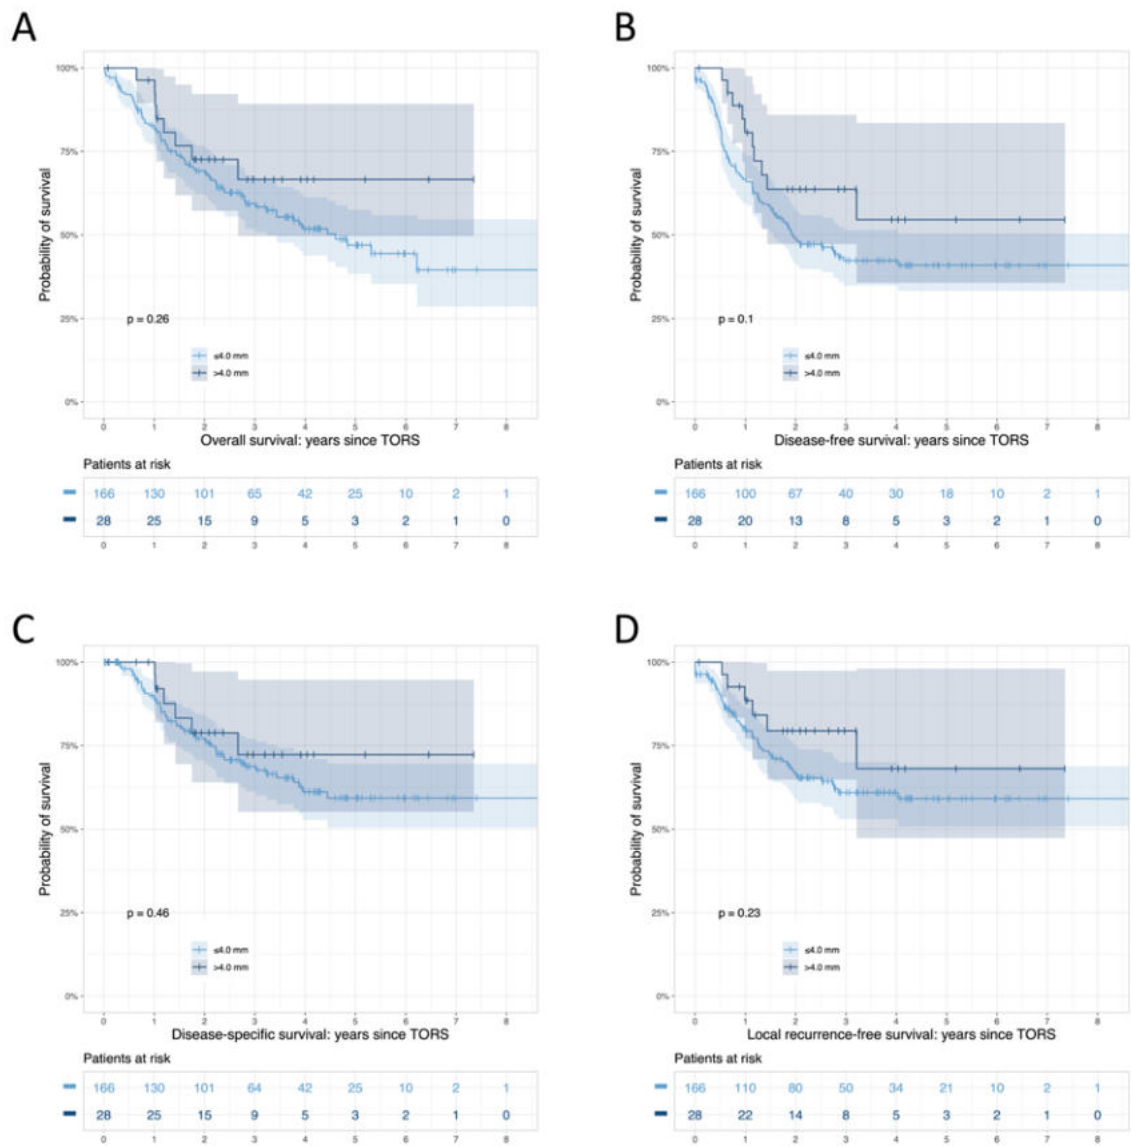 A
100%
75%
50%
25%
0%
Probability of survival
p = 0.26
≤4.0 mm
>4.0 mm
0 1 2 3 4 5 6 7 8
Overall survival: years since TORS
Patients at risk
166 130 101 65 42 25 10 2 1
28 25 15 9 5 3 2 1 0
0 1 2 3 4 5 6 7 8
B
100%
75%
50%
25%
0%
Probability of survival
p = 0.1
≤4.0 mm
>4.0 mm
0 1 2 3 4 5 6 7 8
Disease-free survival: years since TORS
Patients at risk
166 100 67 40 30 18 10 2 1
28 20 13 8 5 3 2 1 0
0 1 2 3 4 5 6 7 8
C
100%
75%
50%
25%
0%
Probability of survival
p = 0.46
≤4.0 mm
>4.0 mm
0 1 2 3 4 5 6 7 8
Disease-specific survival: years since TORS
Patients at risk
166 130 101 64 42 25 10 2 1
28 25 15 9 5 3 2 1 0
0 1 2 3 4 5 6 7 8
D
100%
75%
50%
25%
0%
Probability of survival
p = 0.23
≤4.0 mm
>4.0 mm
0 1 2 3 4 5 6 7 8
Local recurrence-free survival: years since TORS
Patients at risk
166 110 80 50 34 21 10 2 1
28 22 14 8 5 3 2 1 0
0 1 2 3 4 5 6 7 8